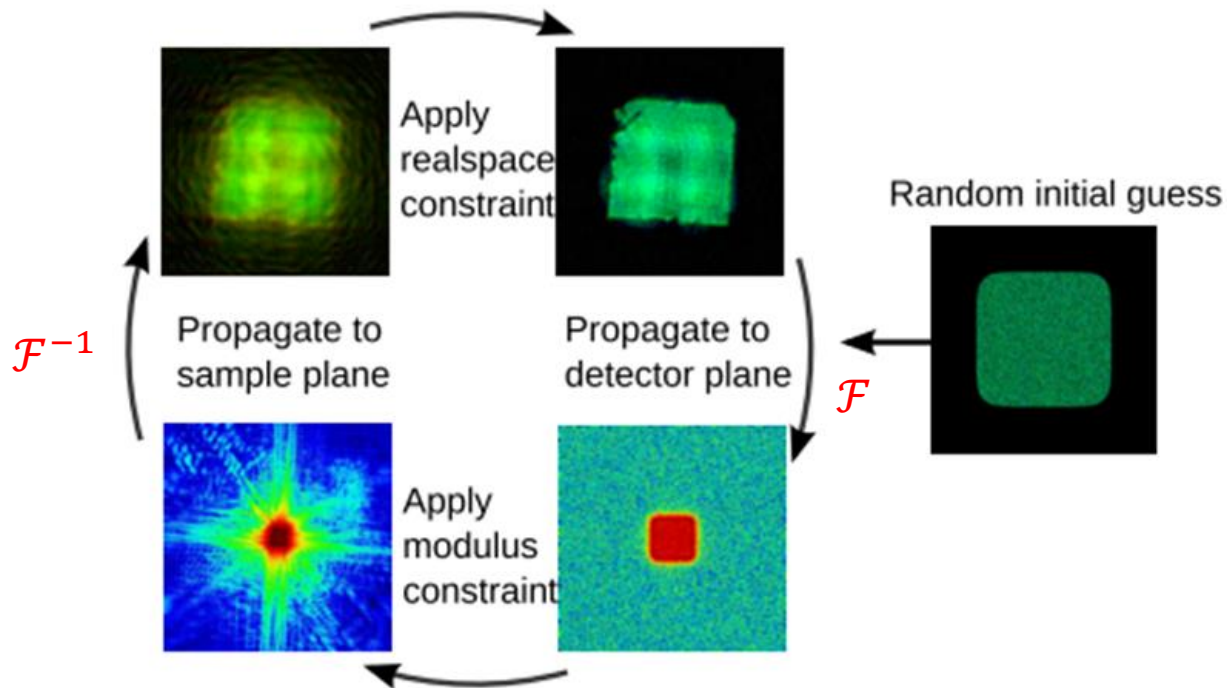 Apply
realspace
constraint
Random initial guess
Propagate to
sample plane
Propagate to
detector plane
ℱ⁻¹
ℱ
Apply
modulus
constraint